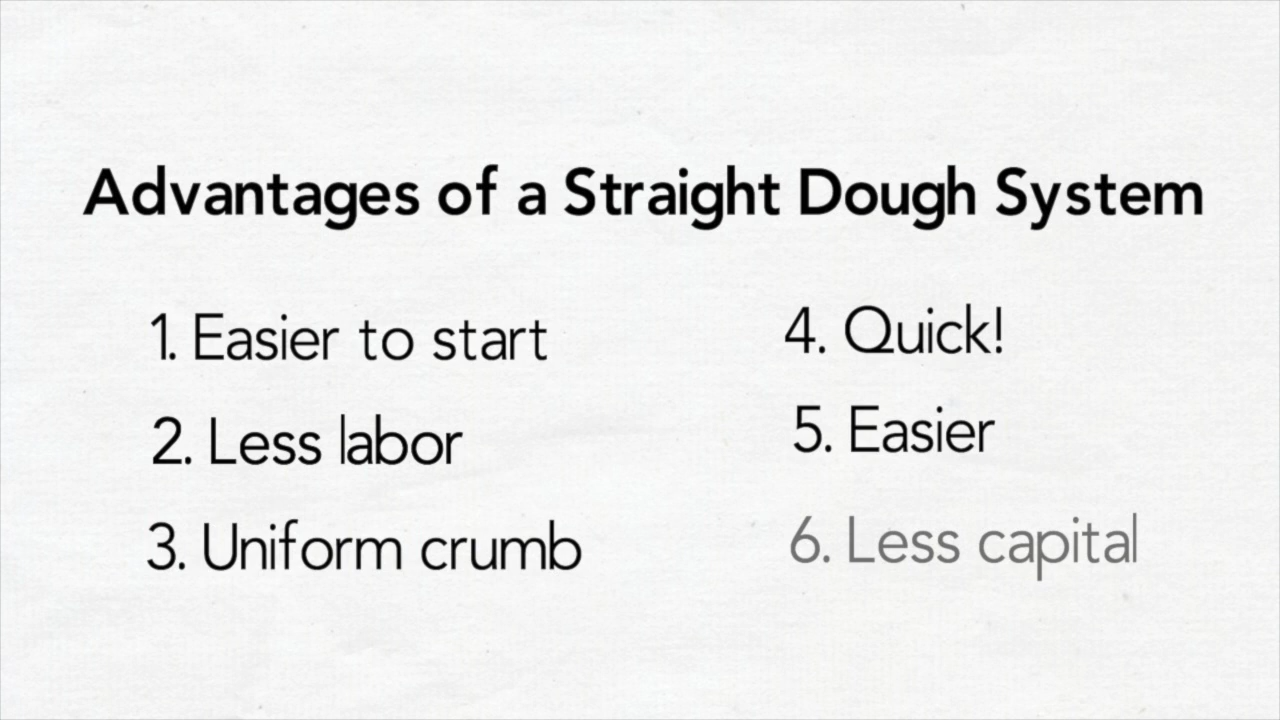 Advantages of a Straight Dough System
1. Easier to start
2. Less labor
3. Uniform crumb
4. Quick!
5. Easier
6. Less capital